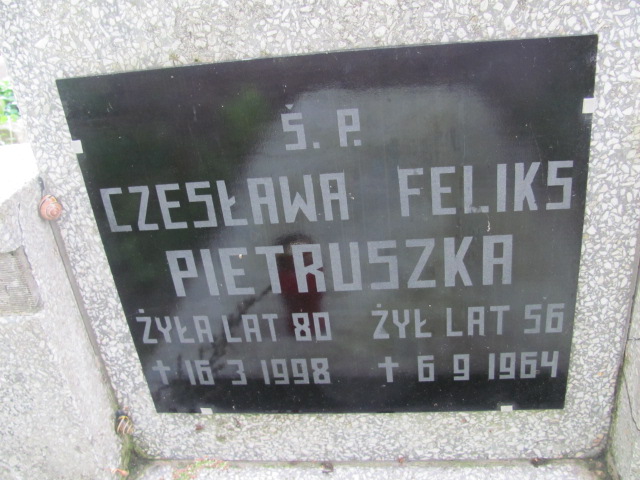 Ś. P.
CZESŁAWA FELIKS
PIETRUSZKA
ŻYŁA LAT 80 ŻYŁ LAT 56
✝ 16 3 1998 ✝ 6 9 1964